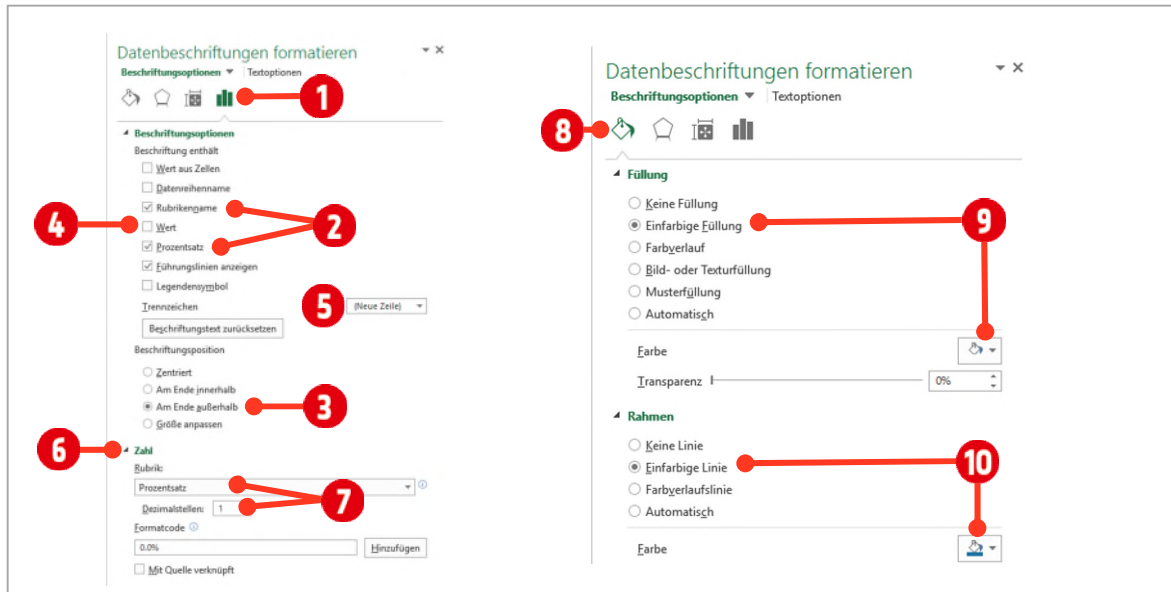 Datenbeschriftungen formatieren
Beschriftungsoptionen Textoptionen
1
Beschriftungsoptionen
Beschriftung enthält
Wert aus Zellen
Datenreihenname
Rubrikenname
4
Wert
2
Prozentsatz
Führungslinien anzeigen
Legendensymbol
Trennzeichen
5
(Neue Zeile)
Beschriftungstext zurücksetzen
Beschriftungsposition
Zentriert
Am Ende innerhalb
Am Ende außerhalb
3
Größe anpassen
6
Zahl
Rubrik:
Prozentsatz
7
Dezimalstellen: 1
Formatcode
0.0%
Hinzufügen
Mit Quelle verknüpft
Datenbeschriftungen formatieren
Beschriftungsoptionen Textoptionen
8
Füllung
Keine Füllung
Einfarbige Füllung
9
Farbverlauf
Bild- oder Texturfüllung
Musterfüllung
Automatisch
Farbe
Transparenz 0%
Rahmen
Keine Linie
Einfarbige Linie
10
Farbverlaufslinie
Automatisch
Farbe